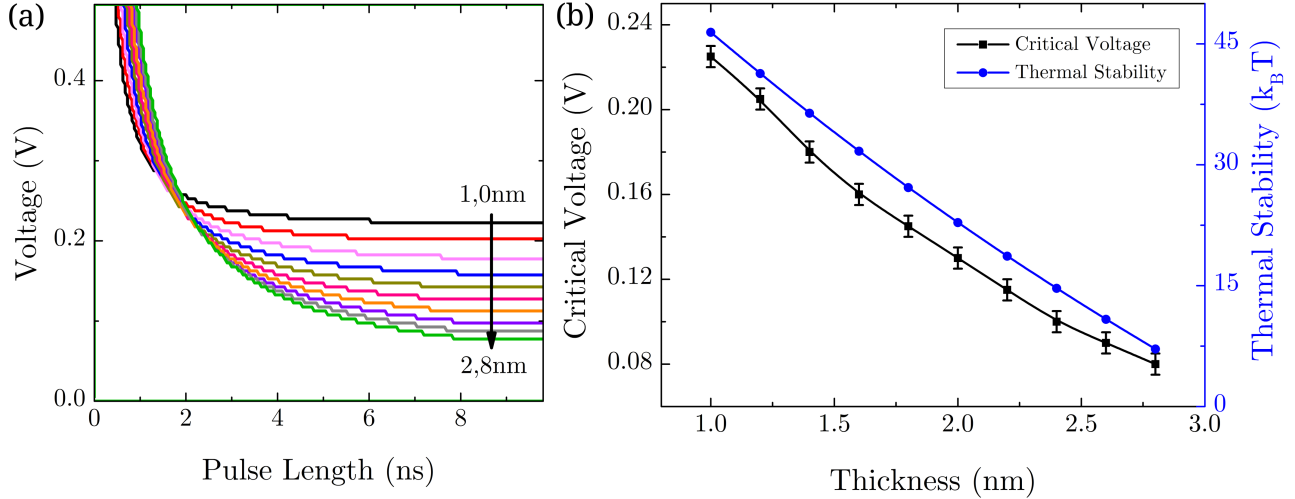 (a)
Voltage (V)
0.4
0.2
0.0
0 2 4 6 8
Pulse Length (ns)
1,0nm
2,8nm
(b)
Critical Voltage (V)
0.24
0.20
0.16
0.12
0.08
1.0 1.5 2.0 2.5 3.0
Thickness (nm)
Critical Voltage
Thermal Stability
45
30
15
0
Thermal Stability (k_BT)